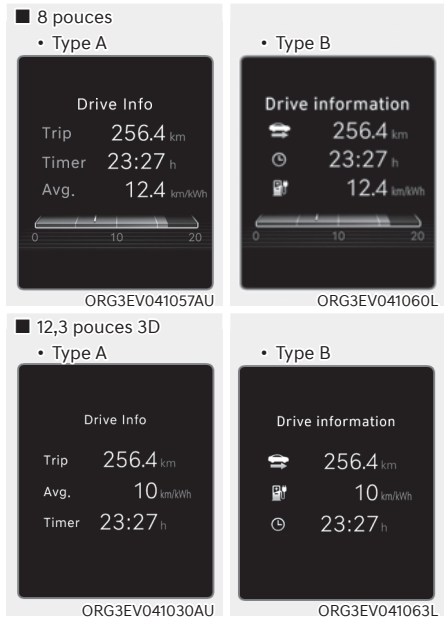 ■ 8 pouces
• Type A
Drive Info
Trip 256.4 km
Timer 23:27 h
Avg. 12.4 km/kWh
0 10 20
ORG3EV041057AU
• Type B
Drive information
256.4 km
23:27 h
12.4 km/kWh
0 10 20
ORG3EV041060L
■ 12,3 pouces 3D
• Type A
Drive Info
Trip 256.4 km
Avg. 10 km/kWh
Timer 23:27 h
ORG3EV041030AU
• Type B
Drive information
256.4 km
10 km/kWh
23:27 h
ORG3EV041063L